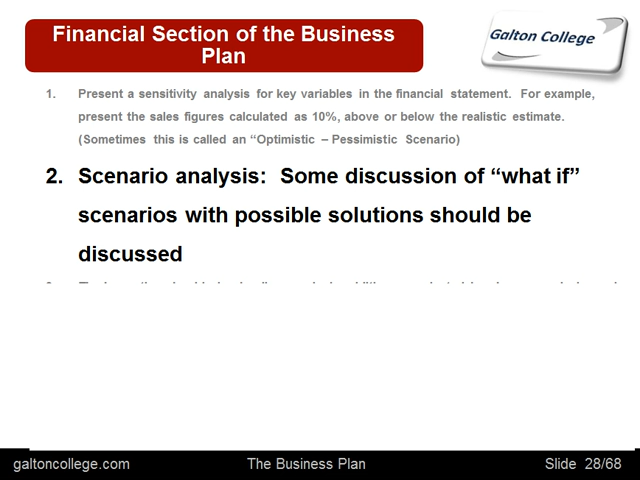 Financial Section of the Business
Plan
Galton College
1. Present a sensitivity analysis for key variables in the financial statement. For example,
present the sales figures calculated as 10%, above or below the realistic estimate.
(Sometimes this is called an “Optimistic – Pessimistic Scenario)
2. Scenario analysis: Some discussion of “what if”
scenarios with possible solutions should be
discussed
galtoncollege.com The Business Plan Slide 28/68